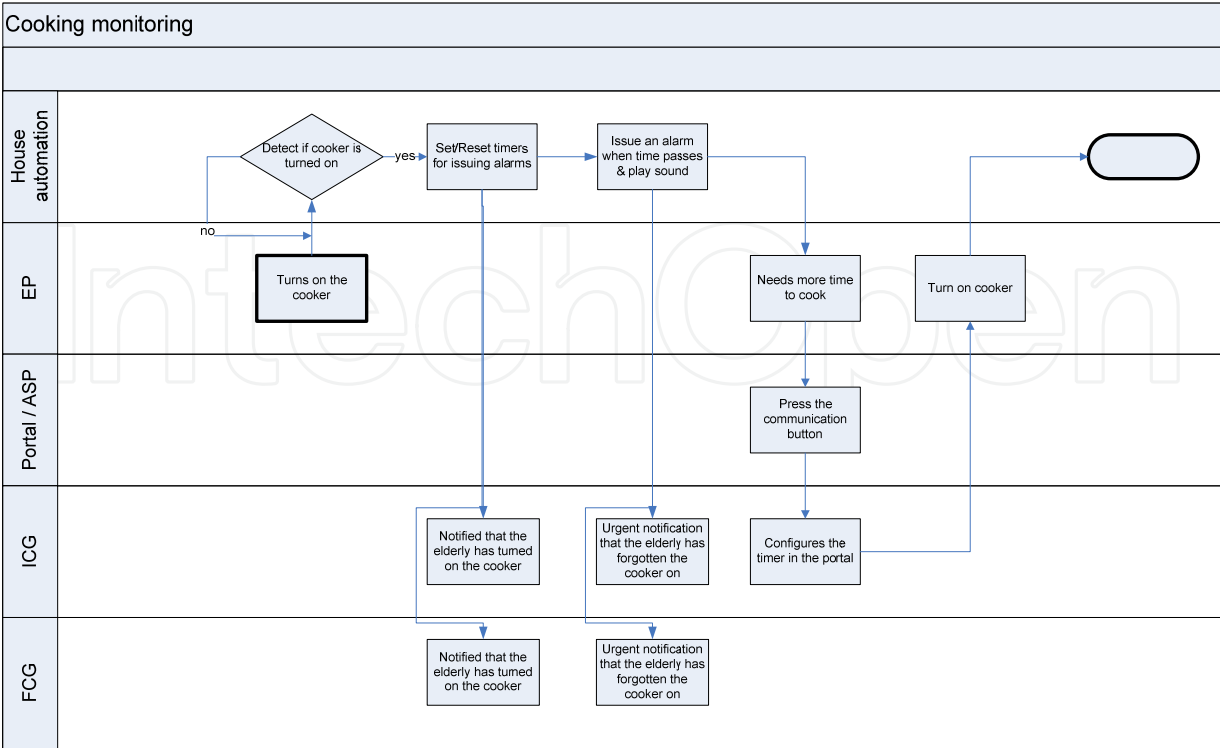 Cooking monitoring
House
automation
Detect if cooker is
turned on
yes
no
Set/Reset timers
for issuing alarms
Issue an alarm
when time passes
& play sound
EP
Turns on the
cooker
Needs more time
to cook
Turn on cooker
IntechOpen
Portal / ASP
Press the
communication
button
ICG
Notified that the
elderly has turned
on the cooker
Urgent notification
that the elderly has
forgotten the
cooker on
Configures the
timer in the portal
FCG
Notified that the
elderly has turned
on the cooker
Urgent notification
that the elderly has
forgotten the
cooker on